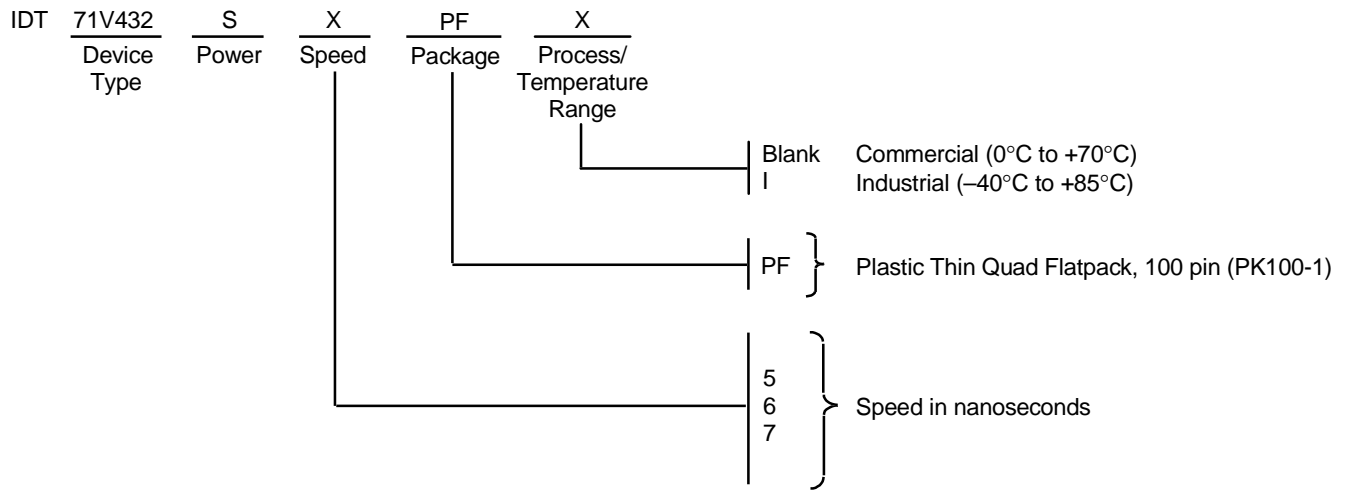 IDT 71V432 S X PF X
Device Type
Power
Speed
Package
Process/
Temperature
Range
Blank Commercial (0°C to +70°C)
I Industrial (–40°C to +85°C)
PF Plastic Thin Quad Flatpack, 100 pin (PK100-1)
5
6 Speed in nanoseconds
7